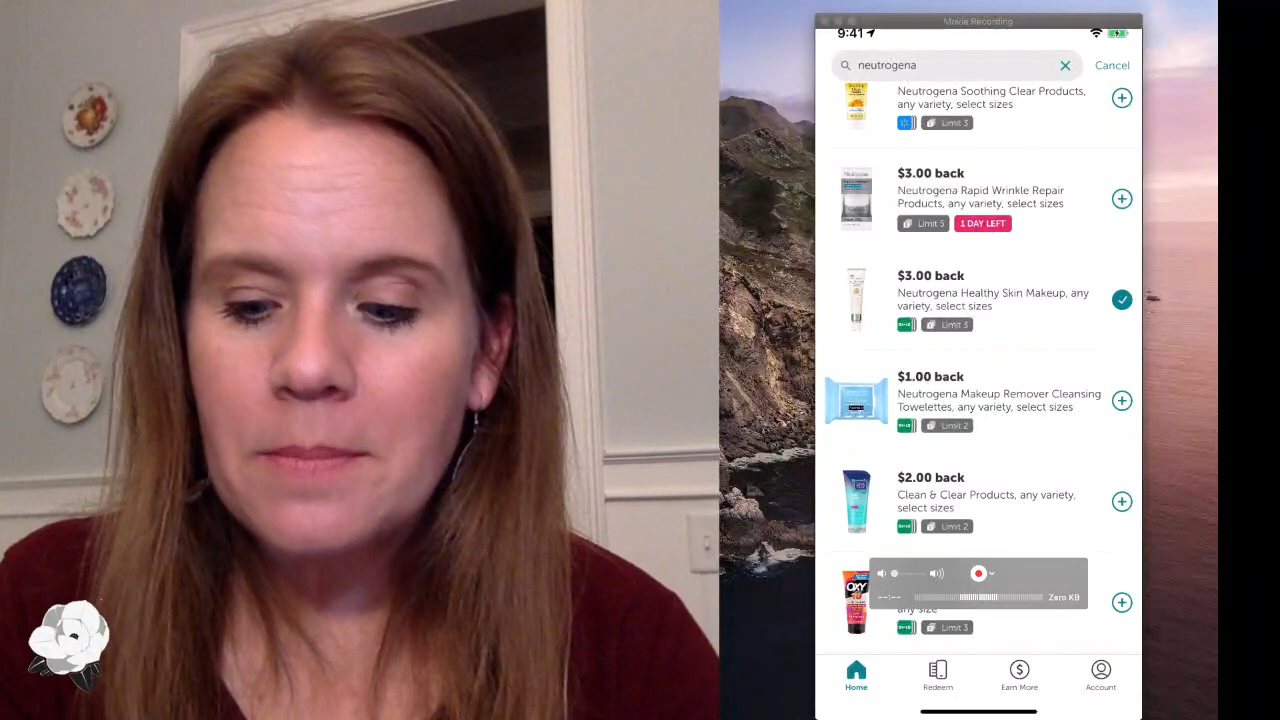 Movie Recording
9:41
neutrogena
Cancel
Neutrogena Soothing Clear Products,
any variety, select sizes
Limit 3
$3.00 back
Neutrogena Rapid Wrinkle Repair
Products, any variety, select sizes
Limit 5
1 DAY LEFT
$3.00 back
Neutrogena Healthy Skin Makeup, any
variety, select sizes
Limit 3
$1.00 back
Neutrogena Makeup Remover Cleansing
Towelettes, any variety, select sizes
Limit 2
$2.00 back
Clean & Clear Products, any variety,
select sizes
Limit 2
OXY
--:--
Zero KB
any size
Limit 3
Home
Redeem
Earn More
Account